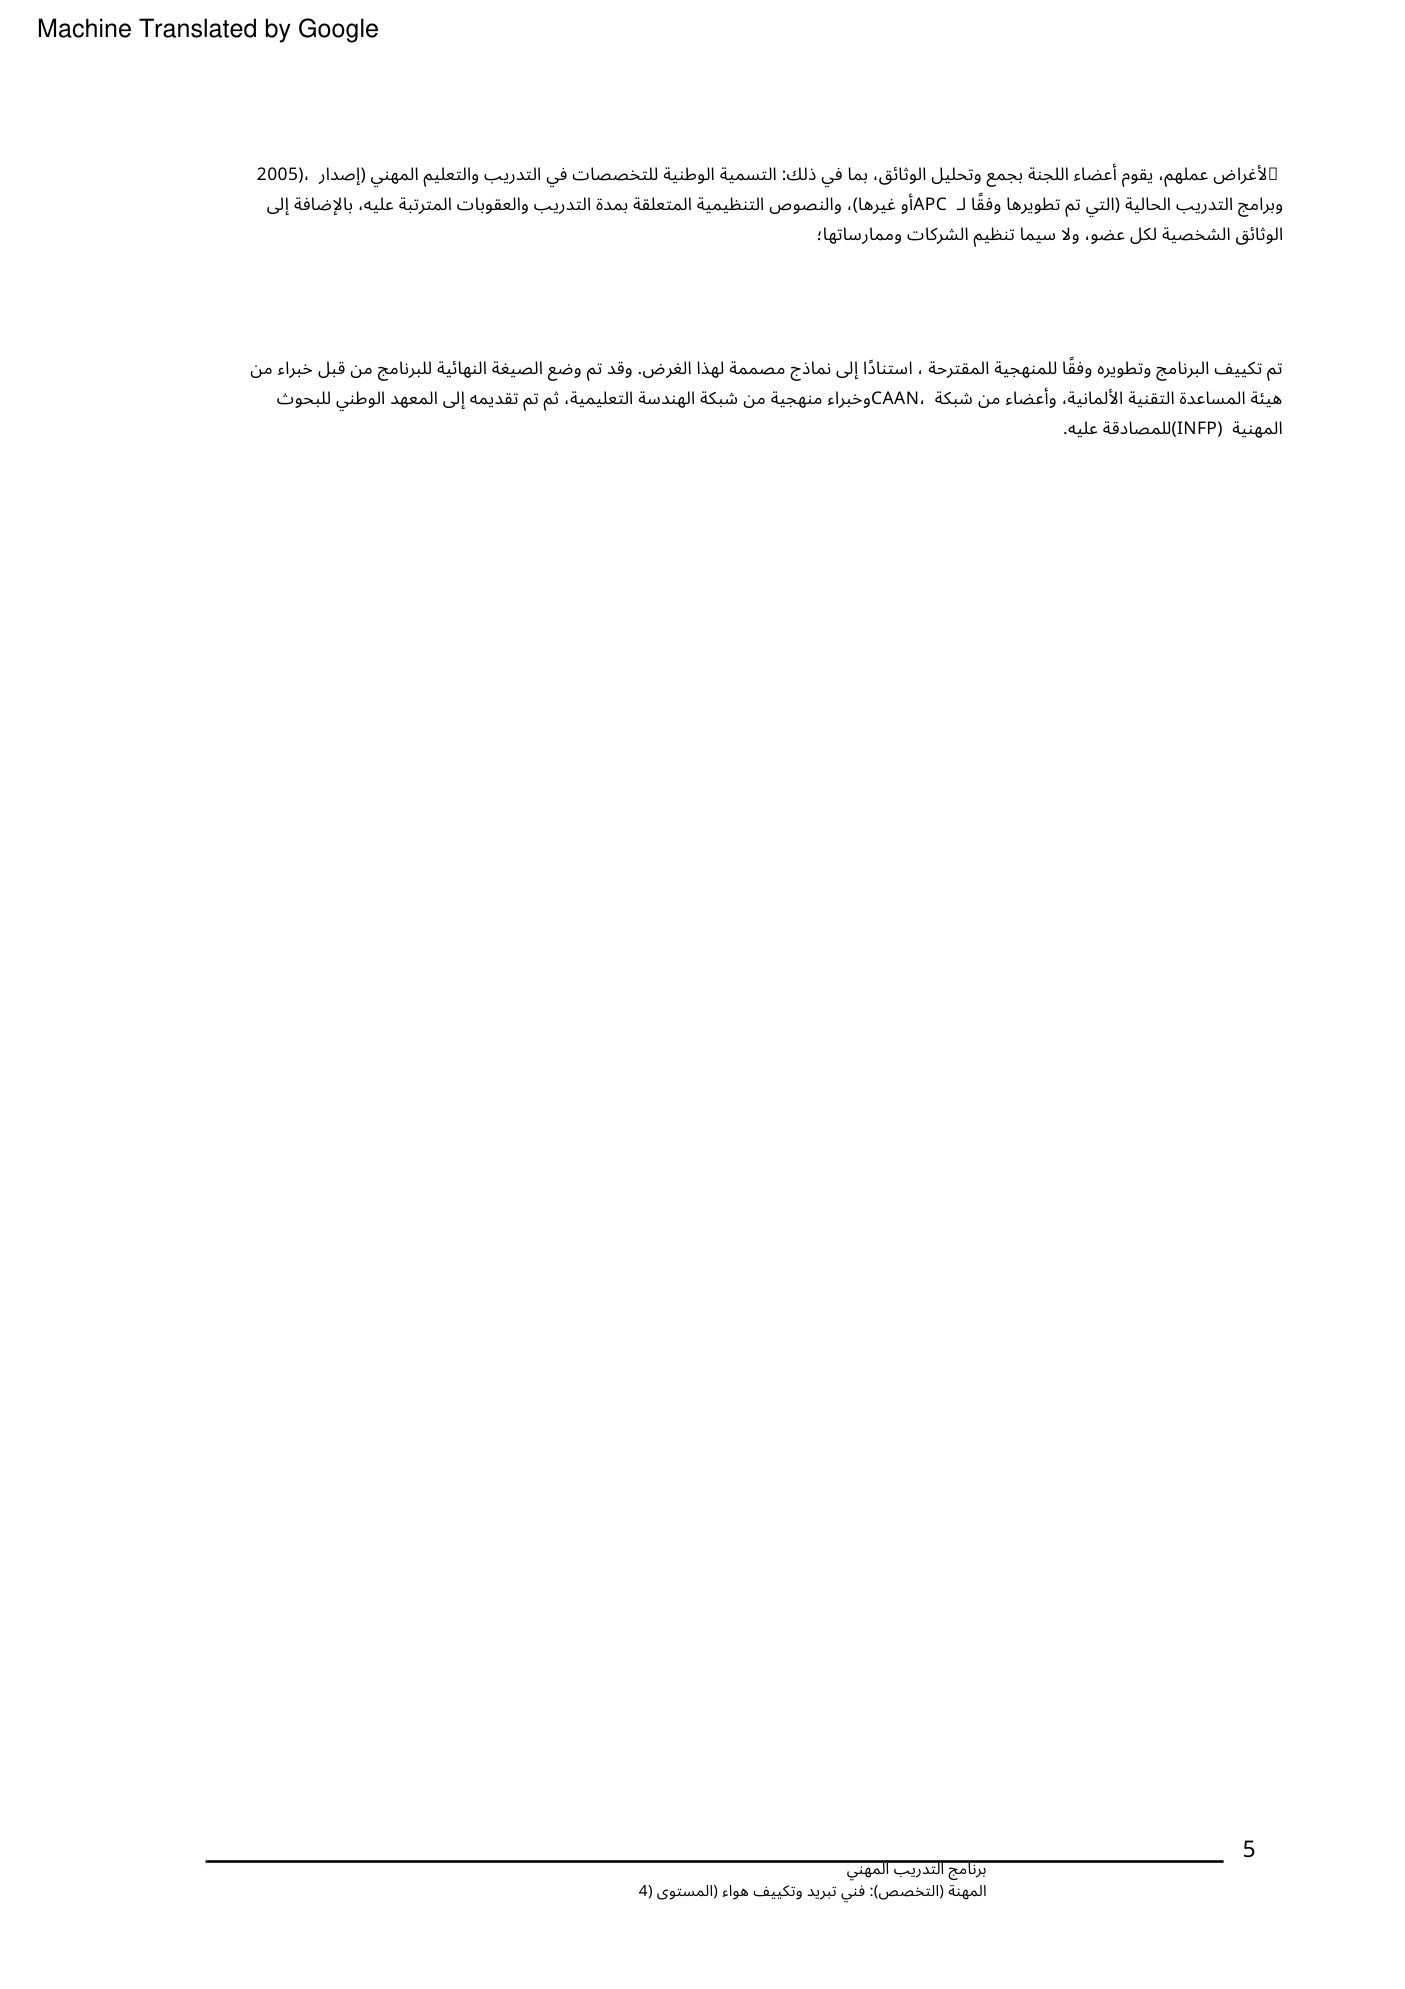 Machine Translated by Google
لأغراض عملهم، يقوم أعضاء اللجنة بجمع وتحليل الوثائق، بما في ذلك: التسمية الوطنية للتخصصات في التدريب والتعليم المهني (إصدار ،(2005
وبرامج التدريب الحالية (التي تم تطويرها وفقًا لـ APCأو غيرها)، والنصوص التنظيمية المتعلقة بمدة التدريب والعقوبات المترتبة عليه، بالإضافة إلى
الوثائق الشخصية لكل عضو، ولا سيما تنظيم الشركات وممارساتها؛
تم تكييف البرنامج وتطويره وفقًا للمنهجية المقترحة ، استنادًا إلى نماذج مصممة لهذا الغرض. وقد تم وضع الصيغة النهائية للبرنامج من قبل خبراء من
هيئة المساعدة التقنية الألمانية، وأعضاء من شبكة ،CAANوخبراء منهجية من شبكة الهندسة التعليمية، ثم تم تقديمه إلى المعهد الوطني للبحوث
المهنية (INFP)للمصادقة عليه.
5
برنامج التدريب المهني
المهنة (التخصص): فني تبريد وتكييف هواء (المستوى (4